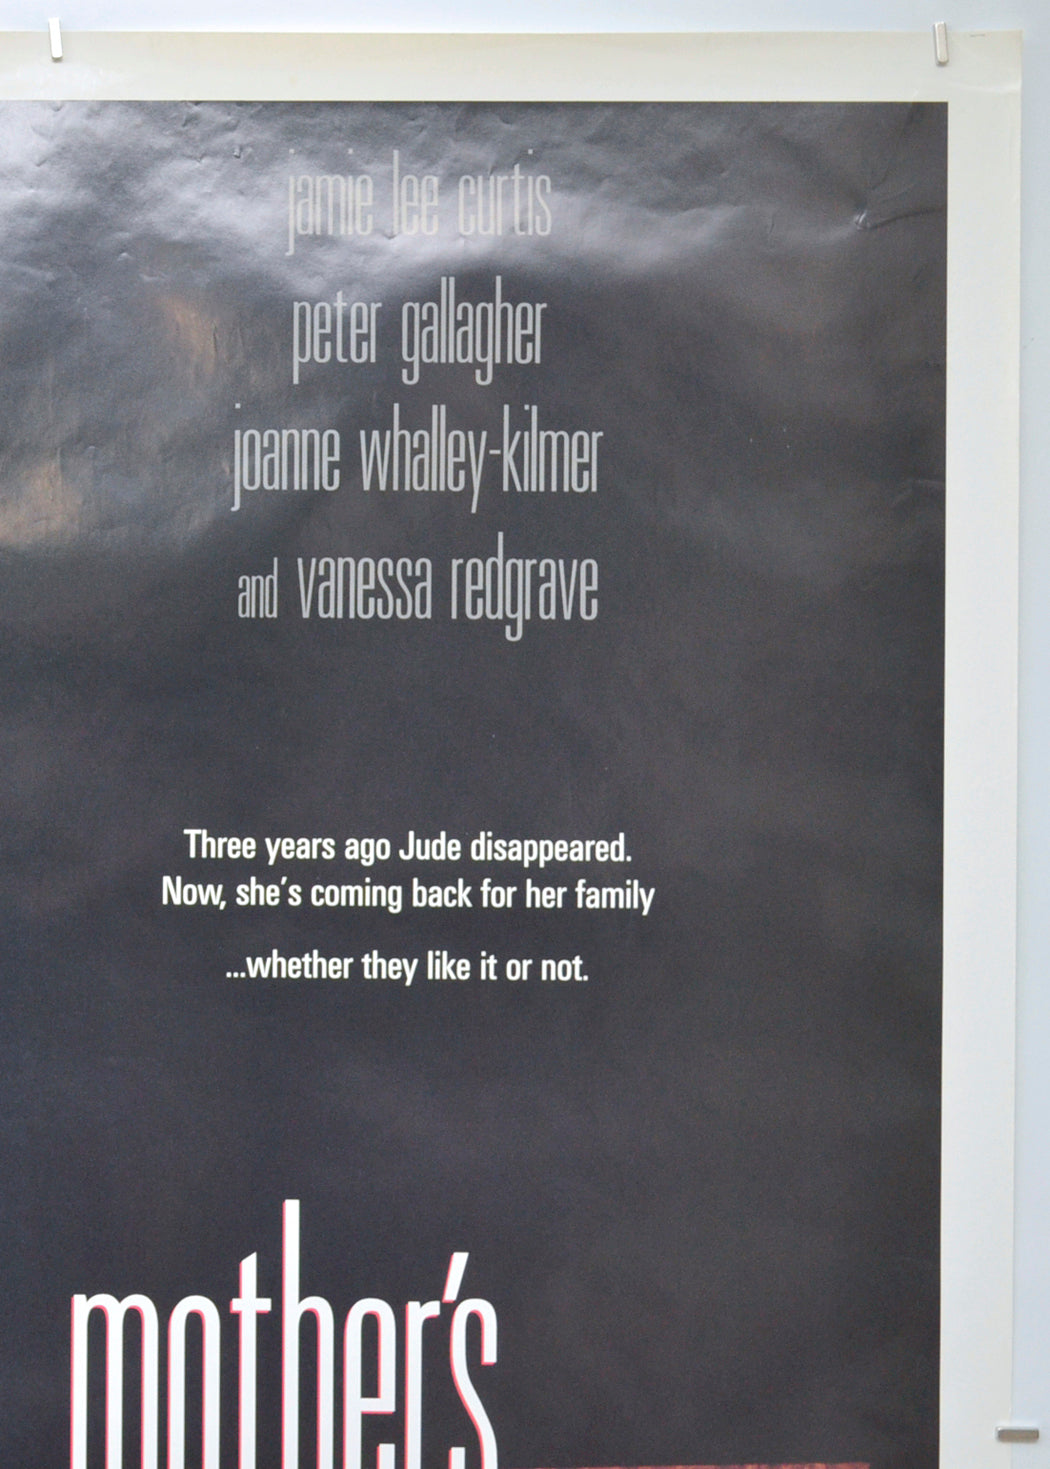 jamie lee curtis
peter gallagher
joanne whalley-kilmer
and vanessa redgrave
Three years ago Jude disappeared.
Now, she's coming back for her family
...whether they like it or not.
mother's